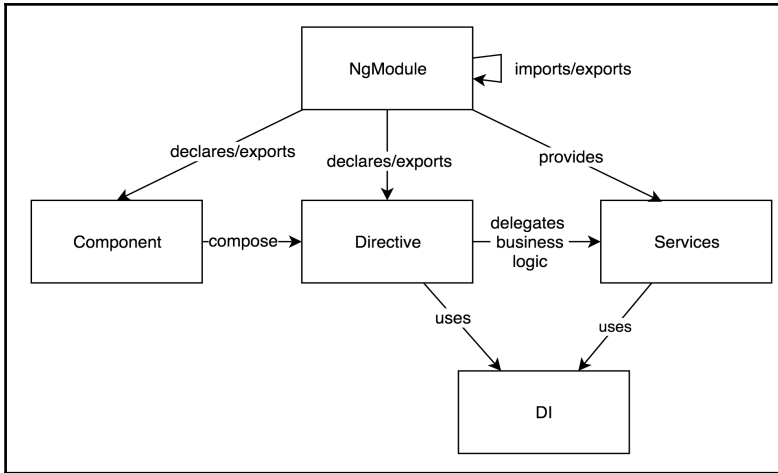 NgModule
imports/exports
declares/exports
declares/exports
provides
Component
compose
Directive
delegates
business
logic
Services
uses
uses
DI